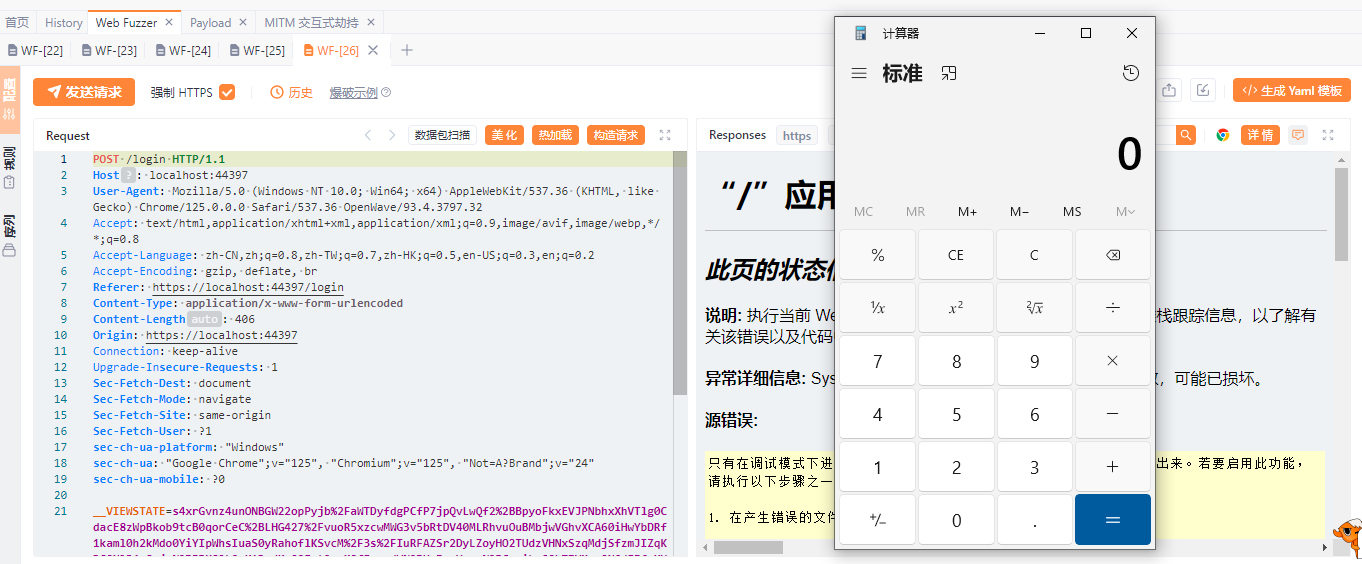 首页 History Web Fuzzer Payload MITM 交互式劫持
WF-[22] WF-[23] WF-[24] WF-[25] WF-[26]
发送请求 强制 HTTPS 历史 爆破示例
生成 Yaml 模板
规则
序列
Request 数据包扫描 美化 热加载 构造请求
1 POST /login HTTP/1.1
2 Host ? : localhost:44397
3 User-Agent: Mozilla/5.0 (Windows NT 10.0; Win64; x64) AppleWebKit/537.36 (KHTML, like
Gecko) Chrome/125.0.0.0 Safari/537.36 OpenWave/93.4.3797.32
4 Accept: text/html,application/xhtml+xml,application/xml;q=0.9,image/avif,image/webp,*/
*;q=0.8
5 Accept-Language: zh-CN,zh;q=0.8,zh-TW;q=0.7,zh-HK;q=0.5,en-US;q=0.3,en;q=0.2
6 Accept-Encoding: gzip, deflate, br
7 Referer: https://localhost:44397/login
8 Content-Type: application/x-www-form-urlencoded
9 Content-Length auto : 406
10 Origin: https://localhost:44397
11 Connection: keep-alive
12 Upgrade-Insecure-Requests: 1
13 Sec-Fetch-Dest: document
14 Sec-Fetch-Mode: navigate
15 Sec-Fetch-Site: same-origin
16 Sec-Fetch-User: ?1
17 sec-ch-ua-platform: "Windows"
18 sec-ch-ua: "Google Chrome";v="125", "Chromium";v="125", "Not=A?Brand";v="24"
19 sec-ch-ua-mobile: ?0
20
21 __VIEWSTATE=s4xrGvnz4unONBGW22opPyjb%2FaWTDyfdgPCfP7jpQvLwQf2%2BBpyoFkxEVJPNbhxXhVTlg0C
dacE8zWpBkob9tcB0qorCeC%2BLHG427%2FvuoR5xzcwMWG3v5bRtDV40MLRhvuOuBMbjwVGhvXCA60iHwYbDRf
1kaml0h2kMdo0YiYIpWhsIuaS0yRahoflKSvcM%2F3s%2FIuRFAZSr2DyLZoyHO2TUdzVHNxSzqMdjSfzmJIZqK
Responses https 详情
“/” 应用
此页的状态信
说明: 执行当前 We
栈跟踪信息，以了解有
关该错误以及代码
异常详细信息: Sys
，可能已损坏。
源错误:
只有在调试模式下进
出来。若要启用此功能，
请执行以下步骤之一
1. 在产生错误的文件
计算器
标准
0
MC MR M+ M− MS M
% CE C
¹/x x² ²√x ÷
7 8 9 ×
4 5 6 −
1 2 3 +
+/− 0 . =